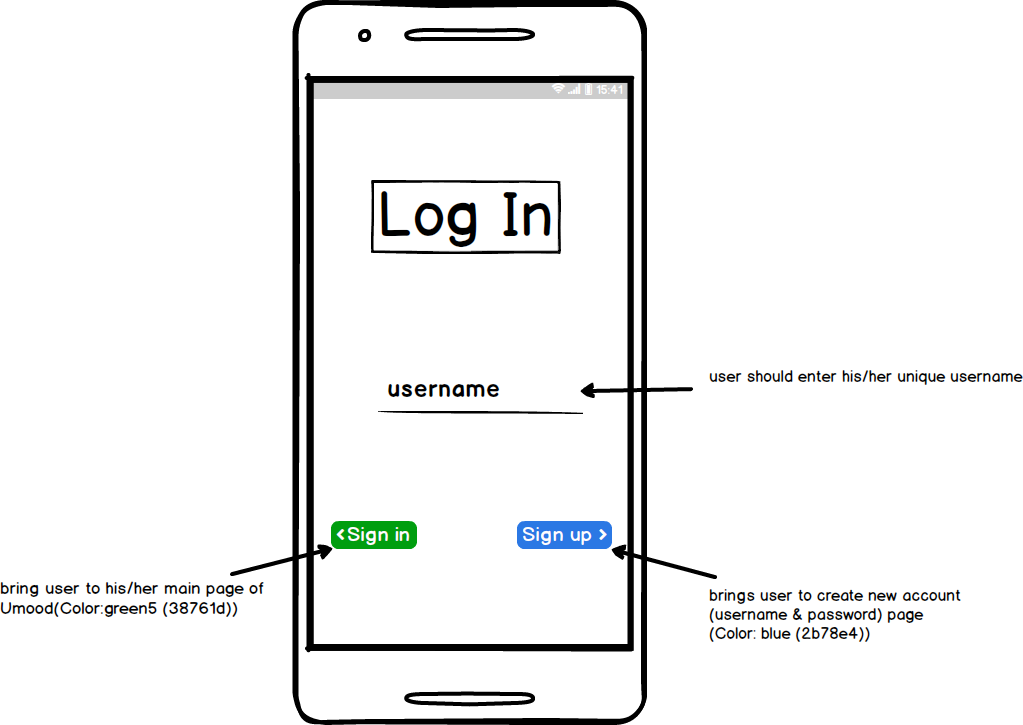 15:41
Log In
username
user should enter his/her unique username
Sign in
Sign up
bring user to his/her main page of
Umood(Color:green5 (38761d))
brings user to create new account
(username & password) page
(Color: blue (2b78e4))